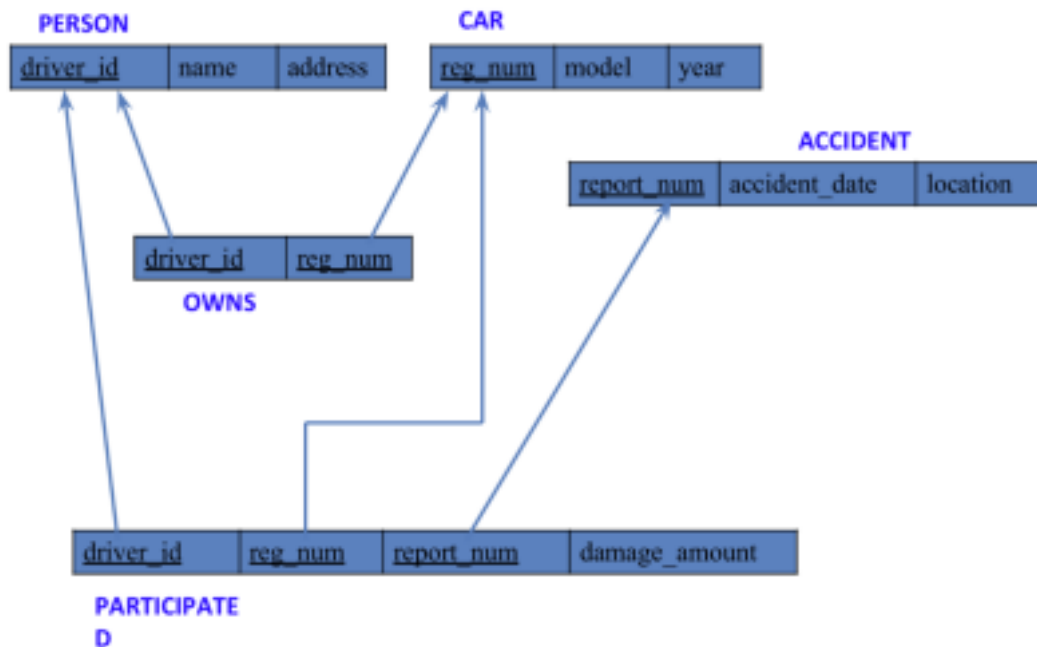 PERSON
CAR
driver_id name address
reg_num model year
ACCIDENT
report_num accident_date location
driver_id reg_num
OWNS
driver_id reg_num report_num damage_amount
PARTICIPATE
D